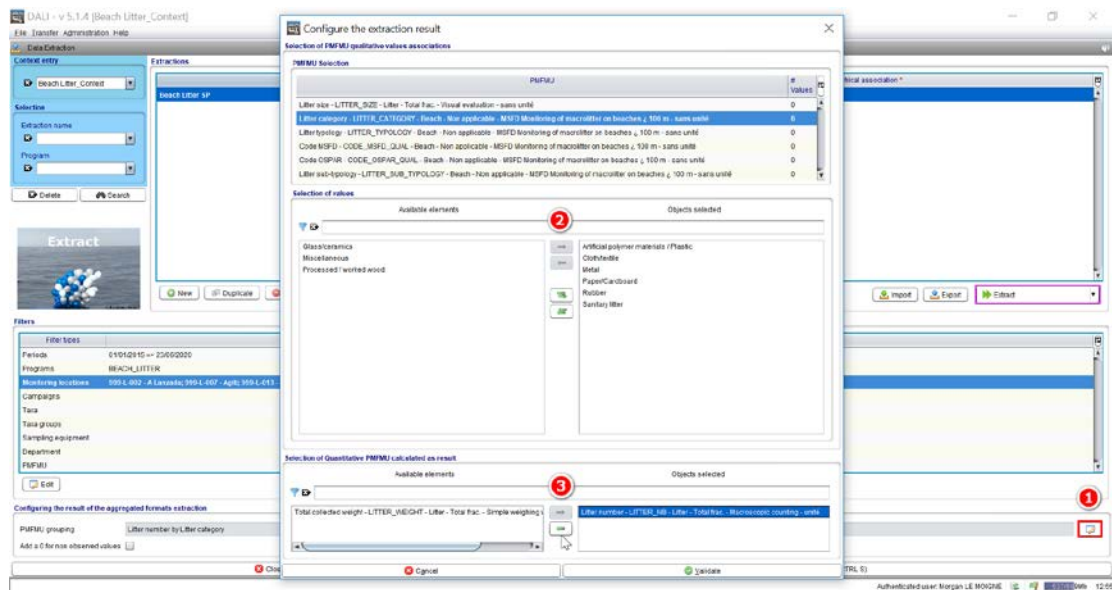 DALI - v 5.1.4 [Beach Litter_Context]
File Transfer Administration Help
Data Extraction
Context entry
Beach Litter_Context
Selection
Extraction name
Program
Delete
Search
Extract
Extractions
Beach Litter SP
New
Duplicate
Import
Export
Extract
Filters
Filter types
Periods 01/01/2015 => 23/06/2020
Programs BEACH_LITTER
Monitoring locations 999-L-002 - A Lanzada; 999-L-007 - Agiti; 999-L-013 -
Campaigns
Taxa
Taxa groups
Sampling equipment
Department
PMFMU
Edit
Configuring the result of the aggregated formats extraction
PMFMU grouping Litter number by Litter category
Add a 0 for non observed values
Configure the extraction result
Selection of PMFMU qualitative values associations
PMFMU Selection
PMFMU # Values
Litter size - LITTER_SIZE - Litter - Total frac. - Visual evaluation - sans unité 0
Litter category - LITTER_CATEGORY - Beach - Non applicable - MSFD Monitoring of macrolitter on beaches ¿ 100 m - sans unité 6
Litter typology - LITTER_TYPOLOGY - Beach - Non applicable - MSFD Monitoring of macrolitter on beaches ¿ 100 m - sans unité 0
Code MSFD - CODE_MSFD_QUAL - Beach - Non applicable - MSFD Monitoring of macrolitter on beaches ¿ 100 m - sans unité 0
Code OSPAR - CODE_OSPAR_QUAL - Beach - Non applicable - MSFD Monitoring of macrolitter on beaches ¿ 100 m - sans unité 0
Litter sub-typology - LITTER_SUB_TYPOLOGY - Beach - Non applicable - MSFD Monitoring of macrolitter on beaches ¿ 100 m - sans unité 0
Selection of values
Available elements
Objects selected
2
Glass/ceramics
Miscellaneous
Processed / worked wood
Artificial polymer materials / Plastic
Cloth/textile
Metal
Paper/Cardboard
Rubber
Sanitary litter
Selection of Quantitative PMFMU calculated as result
Available elements
Objects selected
3
Total collected weight - LITTER_WEIGHT - Litter - Total frac. - Simple weighing
Litter number - LITTER_NB - Litter - Total frac. - Macroscopic counting - unité
Cancel
Validate
1
Authenticated user: Morgan LE MOIGNE